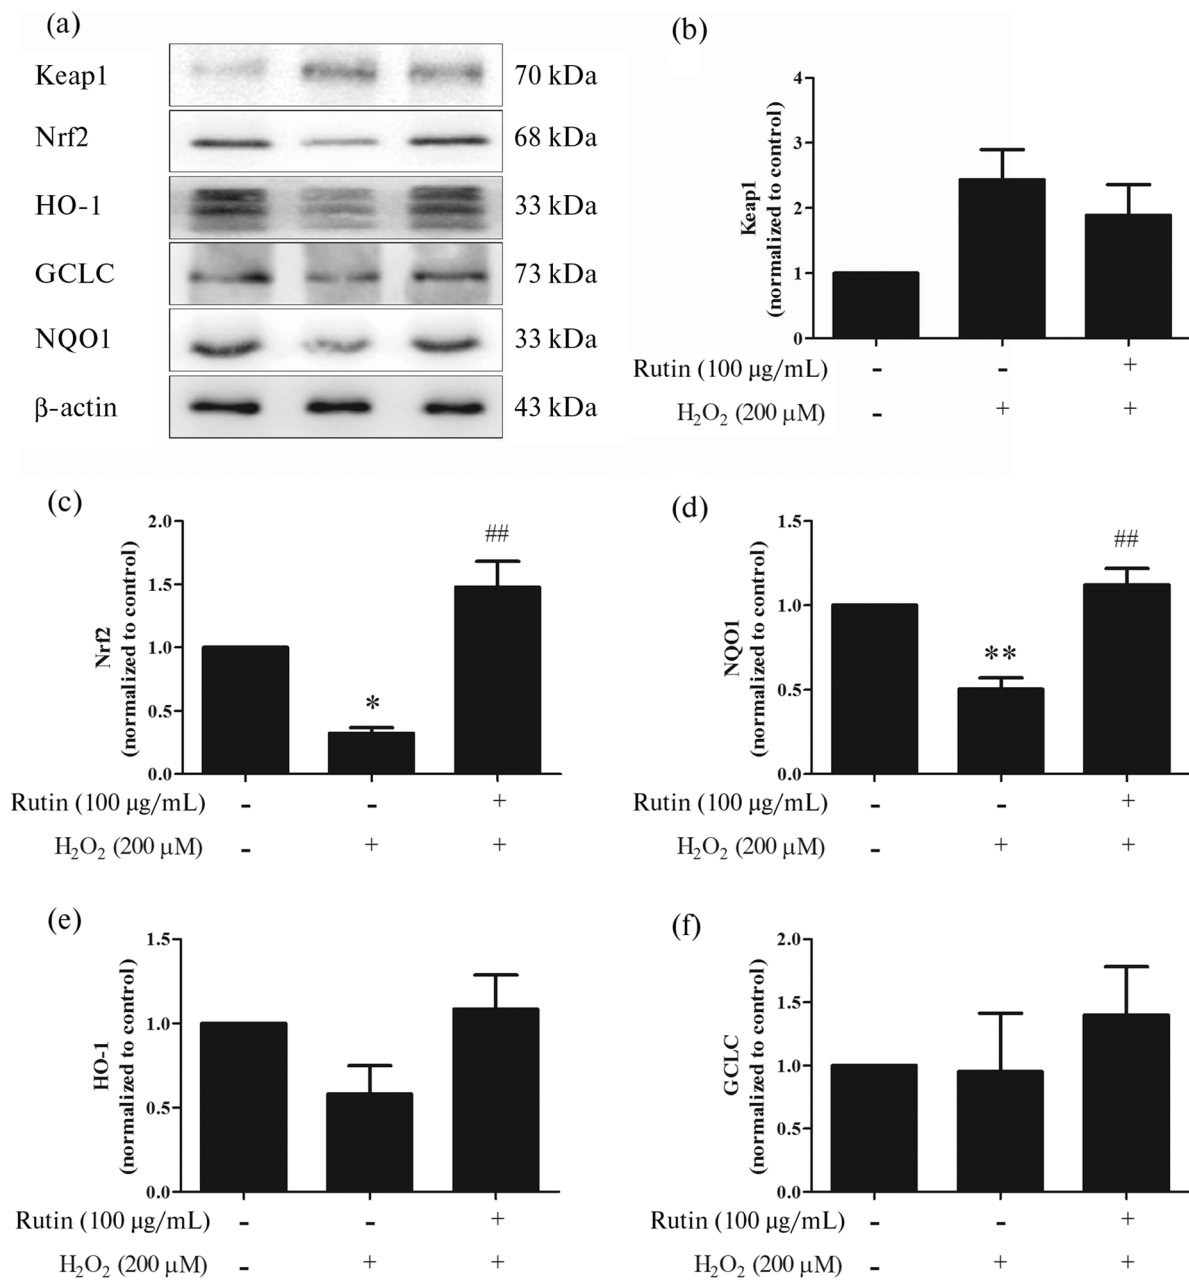 (a)
Keap1 70 kDa
Nrf2 68 kDa
HO-1 33 kDa
GCLC 73 kDa
NQO1 33 kDa
β-actin 43 kDa
(b)
Keap1
(normalized to control)
4
3
2
1
0
Rutin (100 μg/mL) - - +
H₂O₂ (200 μM) - + +
(c)
Nrf2
(normalized to control)
2.0
1.5
1.0
0.5
0.0
*
##
Rutin (100 μg/mL) - - +
H₂O₂ (200 μM) - + +
(d)
NQO1
(normalized to control)
1.5
1.0
0.5
0.0
**
##
Rutin (100 μg/mL) - - +
H₂O₂ (200 μM) - + +
(e)
HO-1
(normalized to control)
1.5
1.0
0.5
0.0
Rutin (100 μg/mL) - - +
H₂O₂ (200 μM) - + +
(f)
GCLC
(normalized to control)
2.0
1.5
1.0
0.5
0.0
Rutin (100 μg/mL) - - +
H₂O₂ (200 μM) - + +